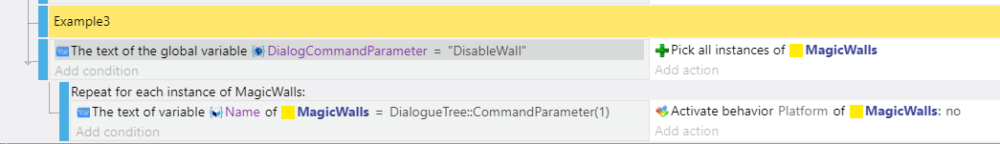 Example3
The text of the global variable DialogCommandParameter = "DisableWall"
Add condition
Pick all instances of MagicWalls
Add action
Repeat for each instance of MagicWalls:
The text of variable Name of MagicWalls = DialogueTree::CommandParameter(1)
Add condition
Activate behavior Platform of MagicWalls: no
Add action